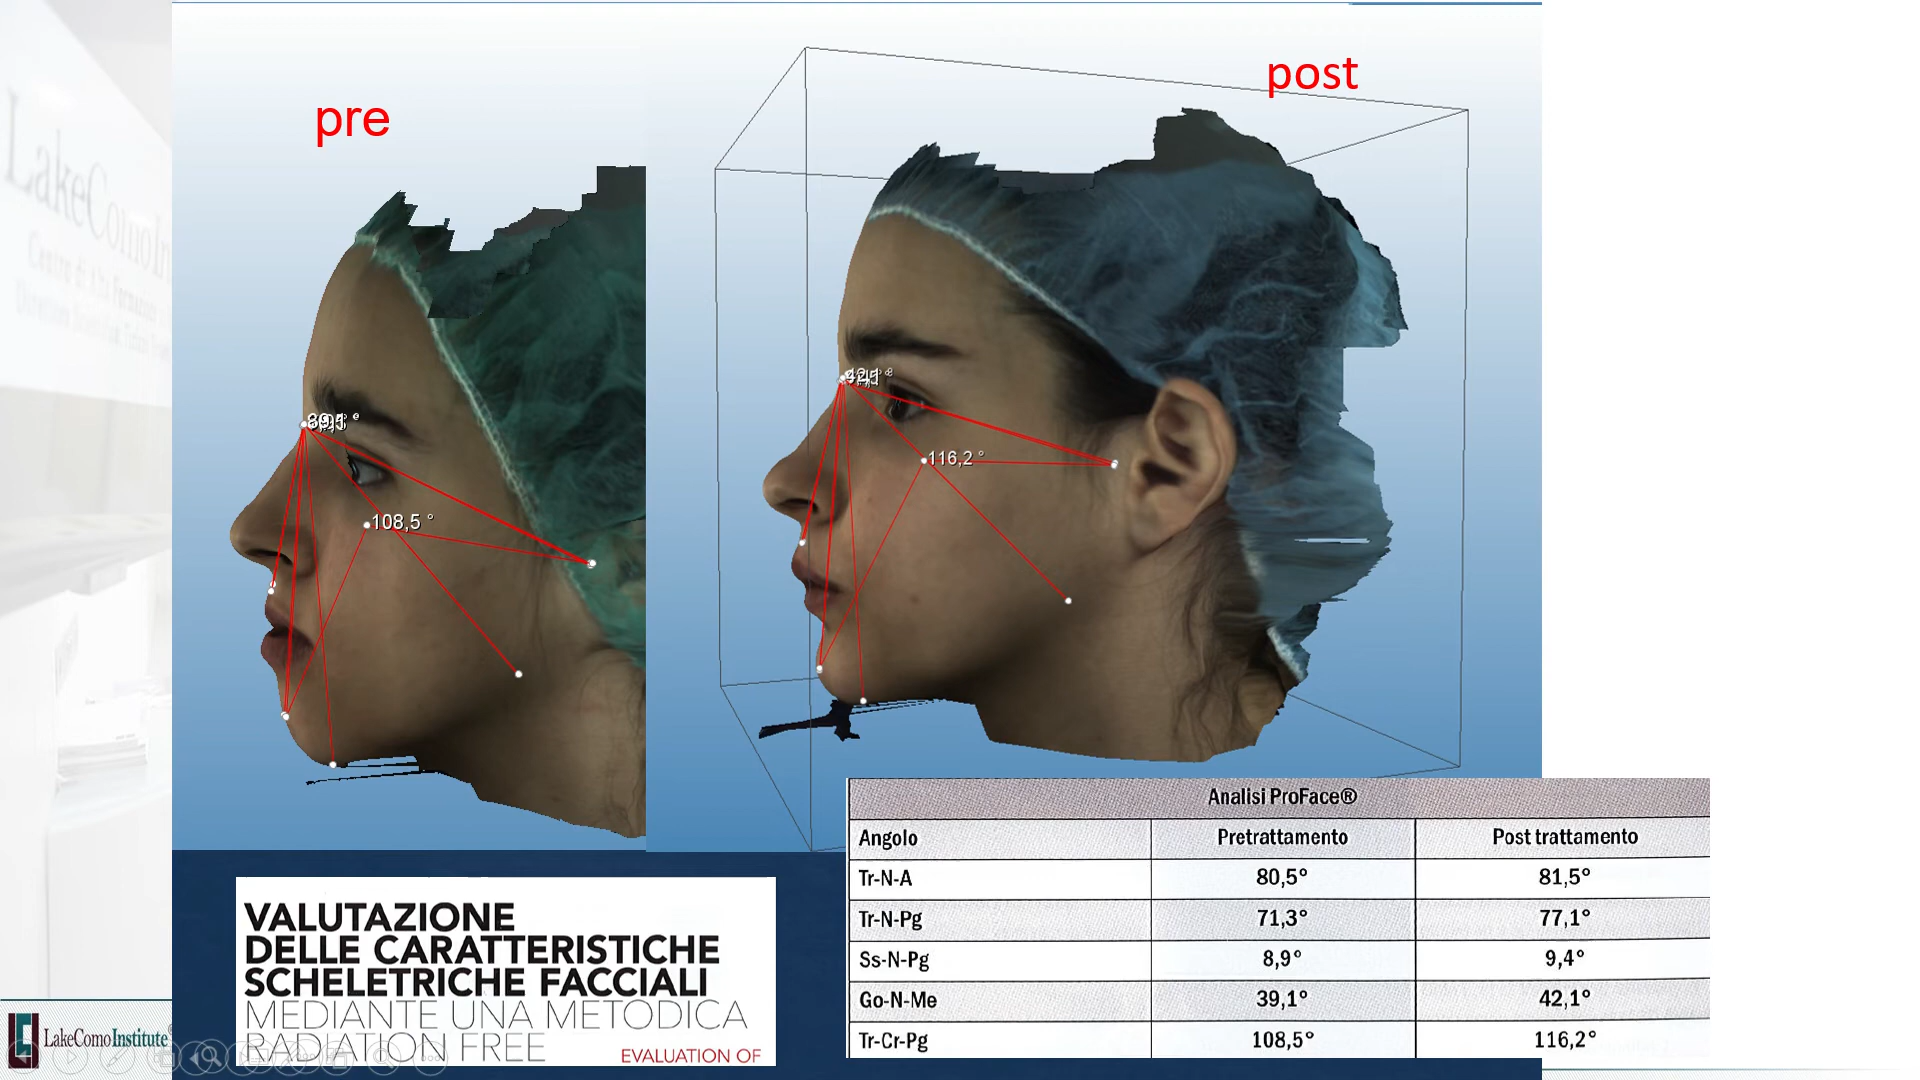 LakeComoIn
pre
post
108,5 °
116,2 °
Analisi ProFace®
Angolo Pretrattamento Post trattamento
Tr-N-A 80,5° 81,5°
Tr-N-Pg 71,3° 77,1°
Ss-N-Pg 8,9° 9,4°
Go-N-Me 39,1° 42,1°
Tr-Cr-Pg 108,5° 116,2°
VALUTAZIONE
DELLE CARATTERISTICHE
SCHELETRICHE FACCIALI
MEDIANTE UNA METODICA
RADIATION FREE
EVALUATION OF
LakeComoInstitute